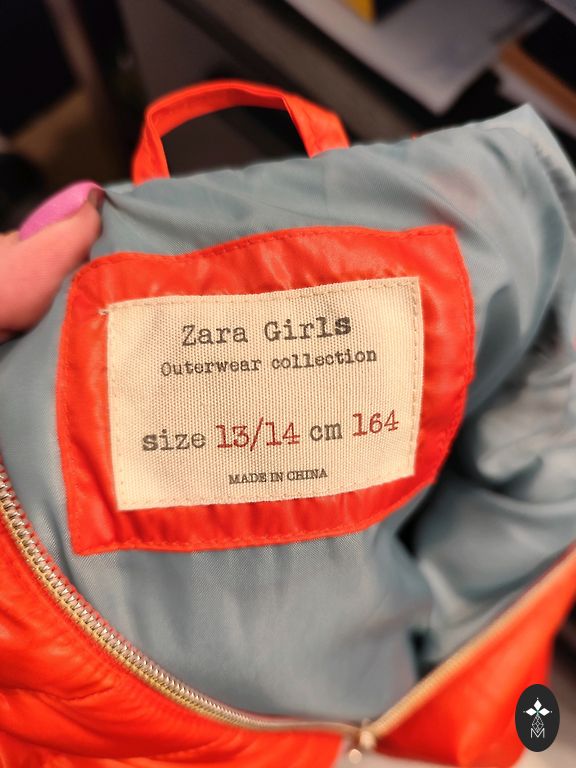 Zara Girls
Outerwear collection
size 13/14 cm 164
MADE IN CHINA